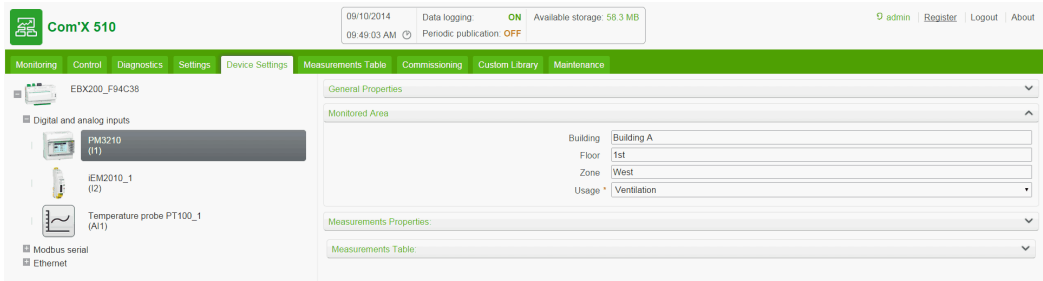 Com'X 510
09/10/2014
09:49:03 AM
Data logging: ON
Periodic publication: OFF
Available storage: 58.3 MB
admin
Register
Logout
About
Monitoring
Control
Diagnostics
Settings
Device Settings
Measurements Table
Commissioning
Custom Library
Maintenance
EBX200_F94C38
Digital and analog inputs
PM3210
(I1)
iEM2010_1
(I2)
Temperature probe PT100_1
(AI1)
Modbus serial
Ethernet
General Properties
Monitored Area
Building Building A
Floor 1st
Zone West
Usage * Ventilation
Measurements Properties:
Measurements Table: